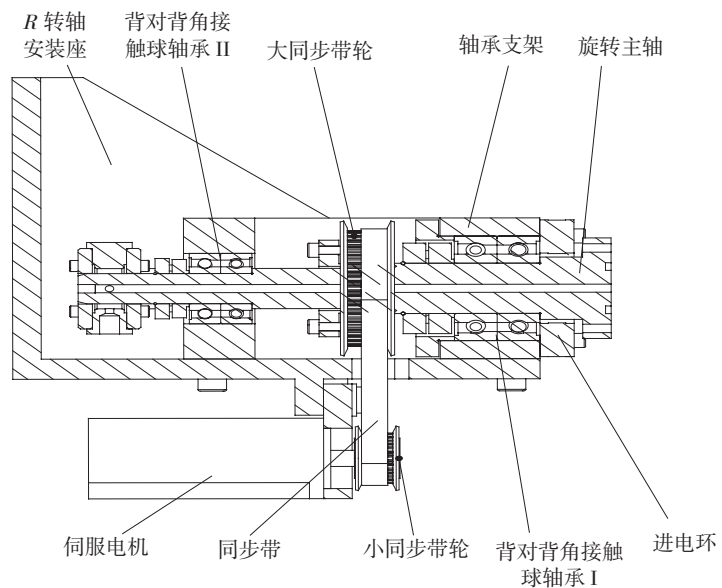 R 转轴
安装座
背对背角接
触球轴承 II
大同步带轮
轴承支架
旋转主轴
伺服电机
同步带
小同步带轮
背对背角接触
球轴承 I
进电环